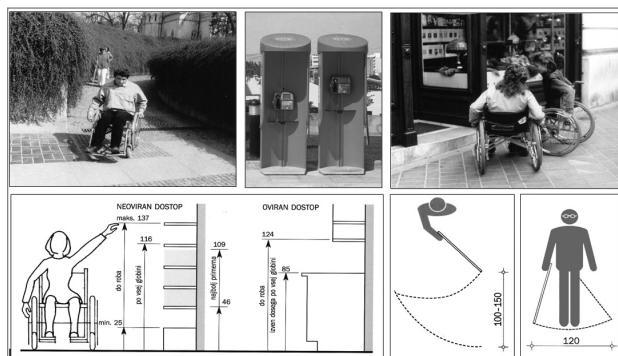 NEOVIRAN DOSTOP
OVIRAN DOSTOP
maks. 137
116
124
109
85
do roba
po vsej globini
najbolj primerna
do roba
izven dosega po vsej globini
46
min. 25
100-150
120